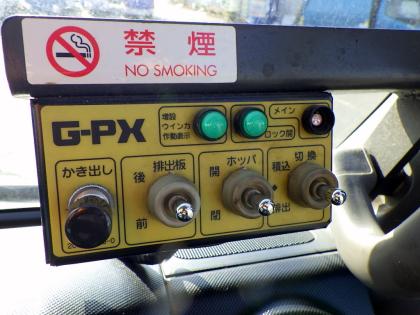 禁煙
NO SMOKING
G-PX
増設
ウインカ
作動表示
メイン
ロック開
かき出し
排出板
後
前
ホッパ
開
閉
切換
積込
排出